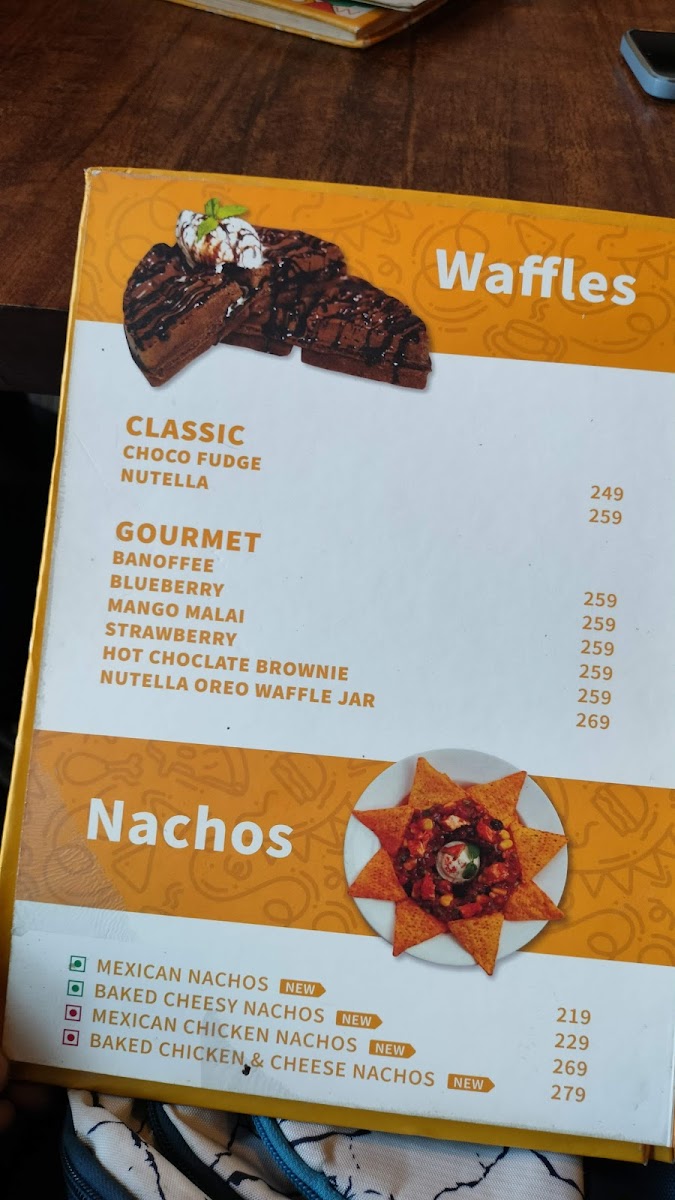 Waffles
CLASSIC
CHOCO FUDGE 249
NUTELLA 259
GOURMET
BANOFFEE 259
BLUEBERRY 259
MANGO MALAI 259
STRAWBERRY 259
HOT CHOCLATE BROWNIE 259
NUTELLA OREO WAFFLE JAR 269
Nachos
MEXICAN NACHOS NEW 219
BAKED CHEESY NACHOS NEW 229
MEXICAN CHICKEN NACHOS NEW 269
BAKED CHICKEN & CHEESE NACHOS NEW 279